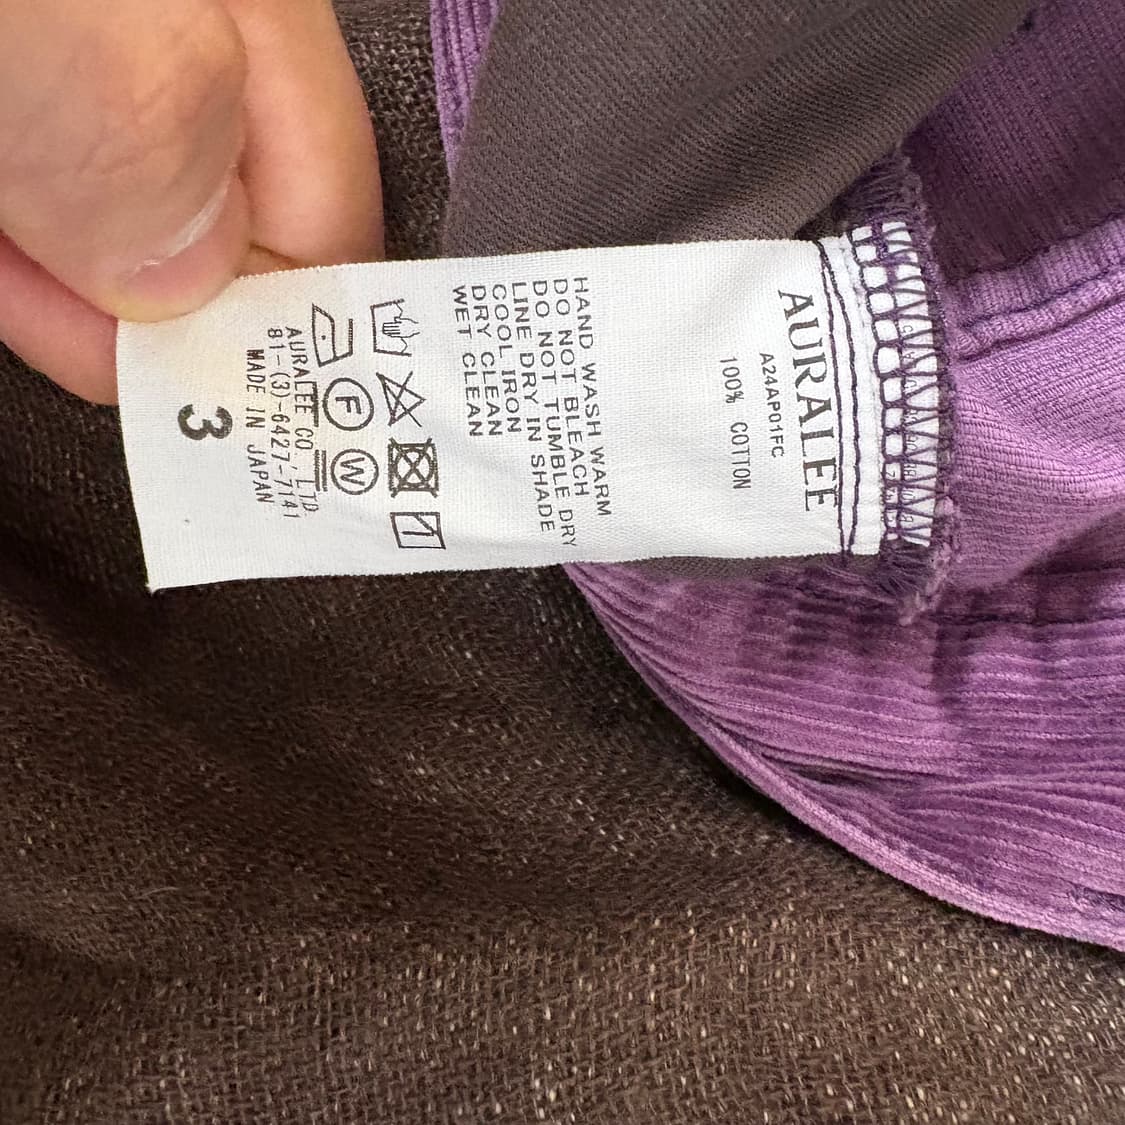 AURALEE
A24AP01FC
100% COTTON
HAND WASH WARM
DO NOT BLEACH
DO NOT TUMBLE DRY
LINE DRY IN SHADE
COOL IRON
DRY CLEAN
WET CLEAN
F W
AURALEE CO., LTD.
81-(3)-6427-7141
MADE IN JAPAN
3